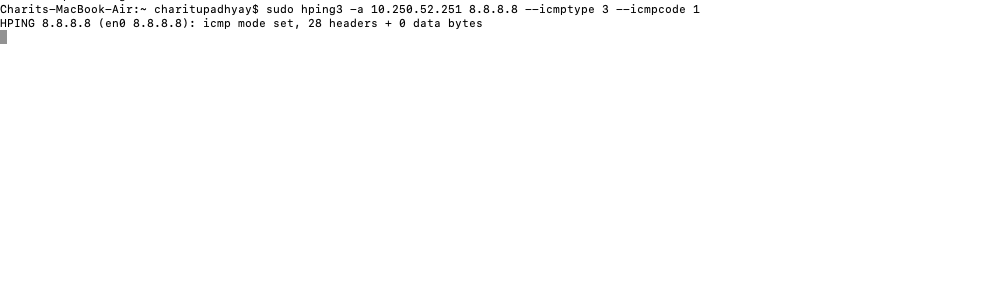 Charits-MacBook-Air:~ charitupadhyay$ sudo hping3 -a 10.250.52.251 8.8.8.8 --icmptype 3 --icmpcode 1
HPING 8.8.8.8 (en0 8.8.8.8): icmp mode set, 28 headers + 0 data bytes